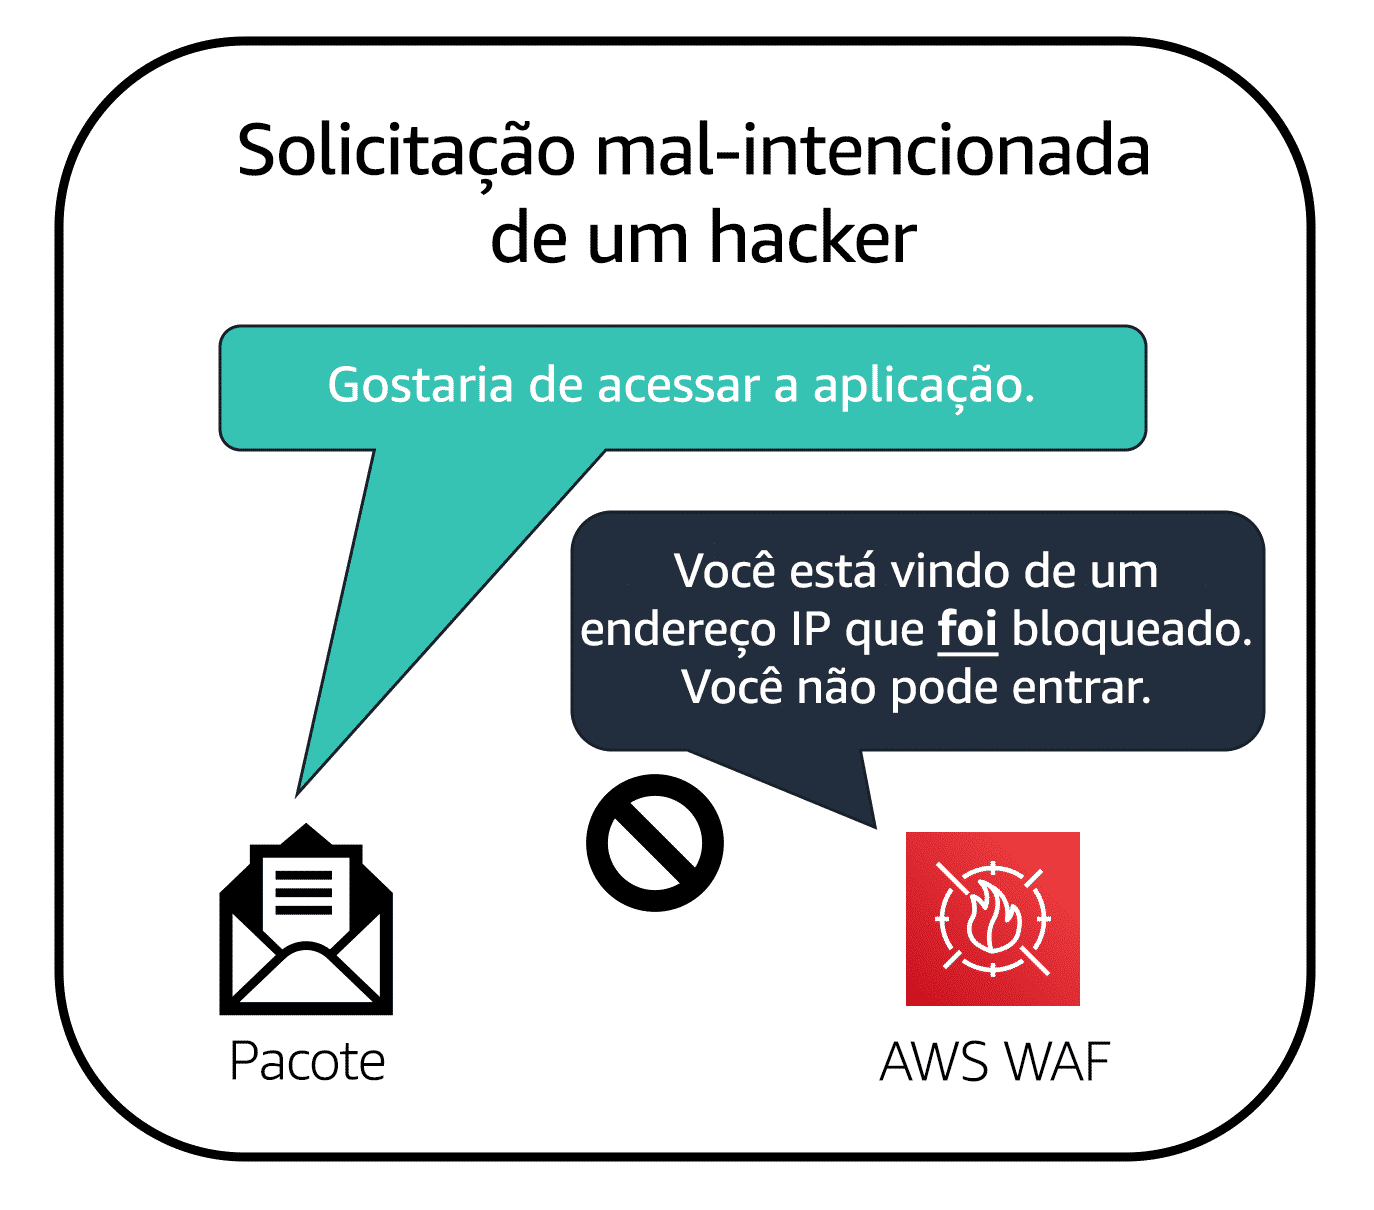 Solicitação mal-intencionada
de um hacker
Gostaria de acessar a aplicação.
Você está vindo de um
endereço IP que foi bloqueado.
Você não pode entrar.
Pacote
AWS WAF